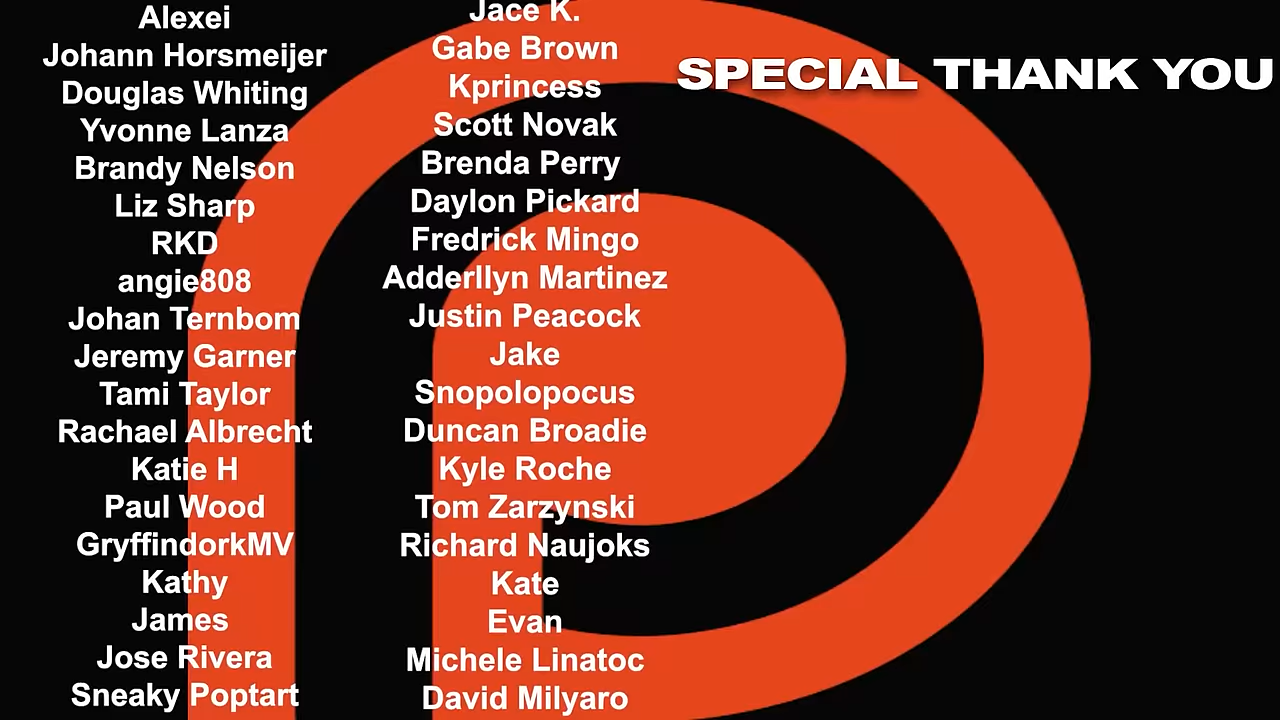 Alexei
Johann Horsmeijer
Douglas Whiting
Yvonne Lanza
Brandy Nelson
Liz Sharp
RKD
angie808
Johan Ternbom
Jeremy Garner
Tami Taylor
Rachael Albrecht
Katie H
Paul Wood
GryffindorkMV
Kathy
James
Jose Rivera
Sneaky Poptart
Jace K.
Gabe Brown
Kprincess
Scott Novak
Brenda Perry
Daylon Pickard
Fredrick Mingo
Adderllyn Martinez
Justin Peacock
Jake
Snopolopocus
Duncan Broadie
Kyle Roche
Tom Zarzynski
Richard Naujoks
Kate
Evan
Michele Linatoc
David Milyaro
SPECIAL THANK YOU